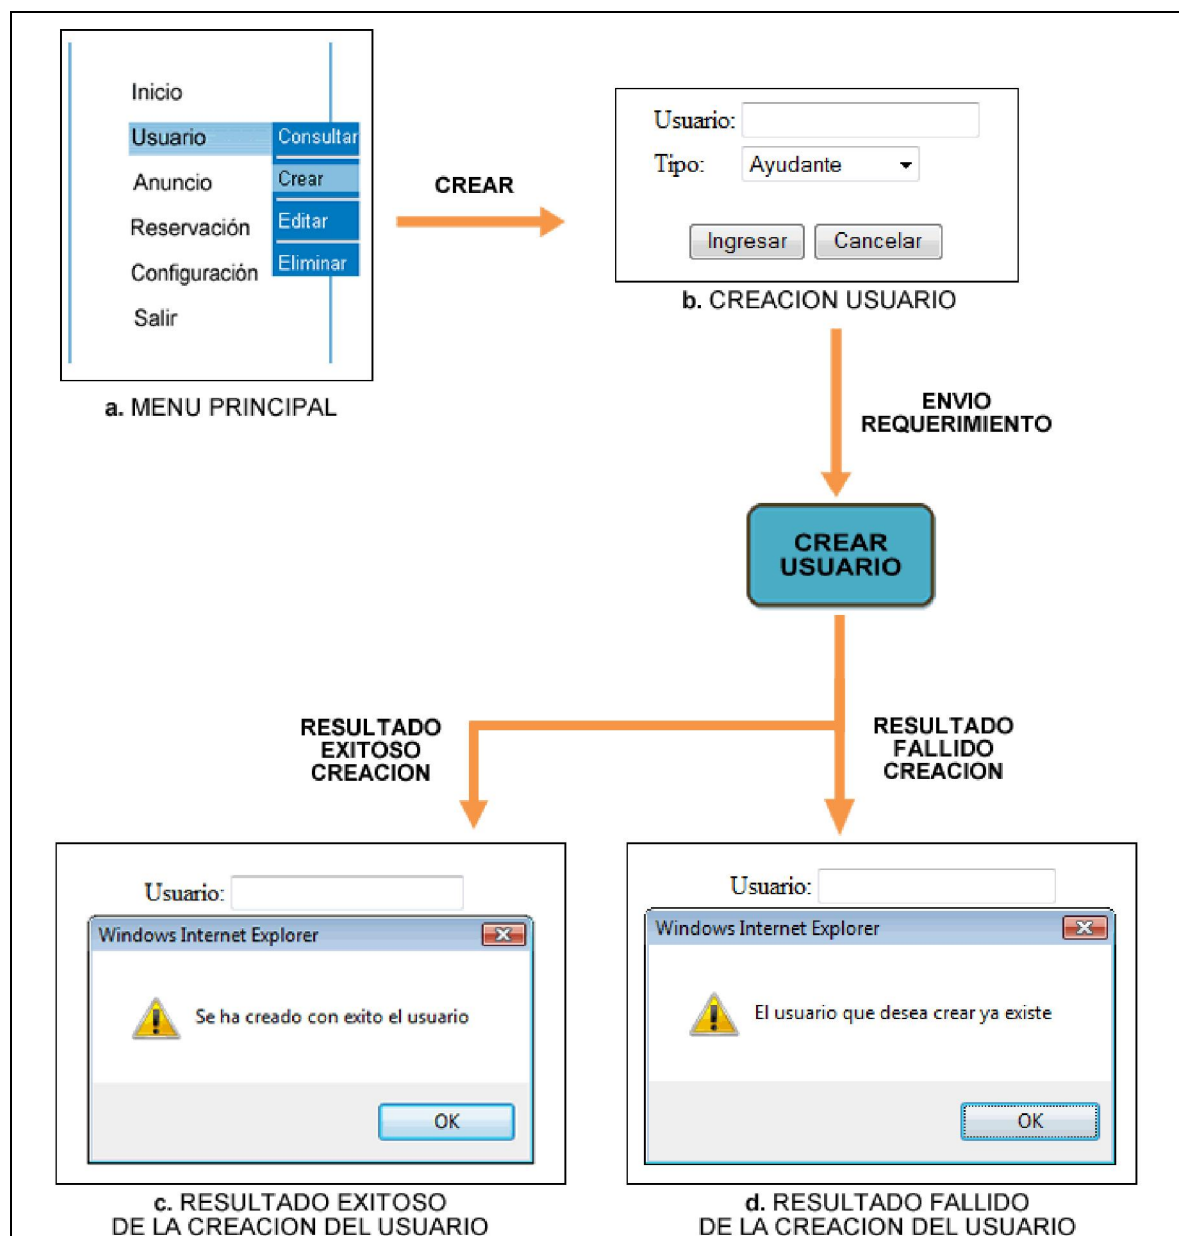 Inicio
Usuario
Consultar
Crear
Anuncio
Editar
Reservación
Eliminar
Configuración
Salir
a. MENU PRINCIPAL
CREAR
Usuario:
Tipo: Ayudante
Ingresar Cancelar
b. CREACION USUARIO
ENVIO
REQUERIMIENTO
CREAR
USUARIO
RESULTADO
EXITOSO
CREACION
RESULTADO
FALLIDO
CREACION
Usuario:
Windows Internet Explorer
Se ha creado con exito el usuario
OK
c. RESULTADO EXITOSO
DE LA CREACION DEL USUARIO
Usuario:
Windows Internet Explorer
El usuario que desea crear ya existe
OK
d. RESULTADO FALLIDO
DE LA CREACION DEL USUARIO